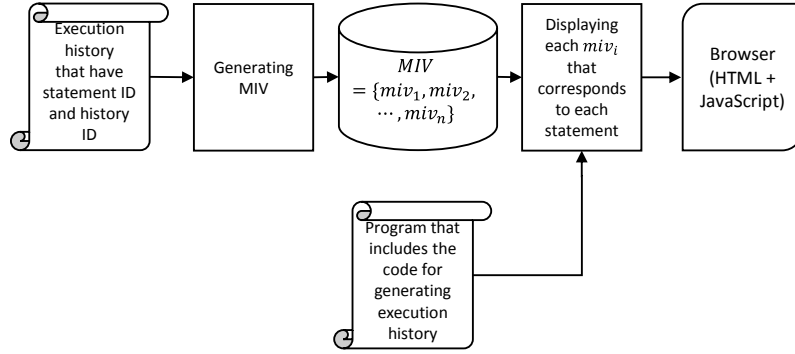 Execution
history
that have
statement ID
and history
ID
Generating
MIV
MIV
= {miv₁, miv₂,
⋯, mivₙ}
Displaying
each mivᵢ
that
corresponds
to each
statement
Browser
(HTML +
JavaScript)
Program that
includes the
code for
generating
execution
history